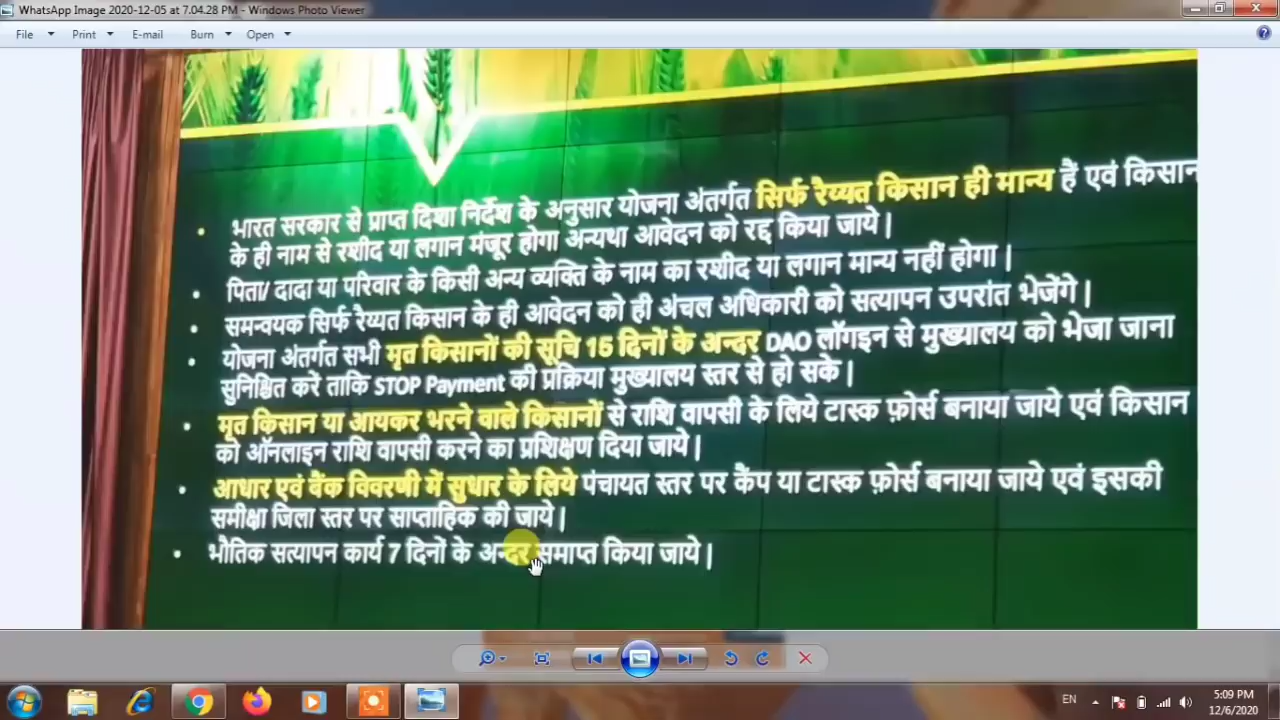 WhatsApp Image 2020-12-05 at 7.04.28 PM - Windows Photo Viewer
File Print E-mail Burn Open
भारत सरकार से प्राप्त दिशा निर्देश के अनुसार योजना अंतर्गत सिर्फ रैय्यत किसान ही मान्य हैं एवं किसान
के ही नाम से रशीद या लगान मंजूर होगा अन्यथा आवेदन को रद्द किया जाये|
पिता/ दादा या परिवार के किसी अन्य व्यक्ति के नाम का रशीद या लगान मान्य नहीं होगा |
समन्वयक सिर्फ रैय्यत किसान के ही आवेदन को ही अंचल अधिकारी को सत्यापन उपरांत भेजेंगे|
योजना अंतर्गत सभी मृत किसानों की सूचि 15 दिनों के अन्दर DAO लॉगइन से मुख्यालय को भेजा जाना
सुनिश्चित करें ताकि STOP Payment की प्रक्रिया मुख्यालय स्तर से हो सके|
मृत किसान या आयकर भरने वाले किसानों से राशि वापसी के लिये टास्क फ़ोर्स बनाया जाये एवं किसान
को ऑनलाइन राशि वापसी करने का प्रशिक्षण दिया जाये|
आधार एवं बैंक विवरणी में सुधार के लिये पंचायत स्तर पर कैंप या टास्क फ़ोर्स बनाया जाये एवं इसकी
समीक्षा जिला स्तर पर साप्ताहिक की जाये|
भौतिक सत्यापन कार्य 7 दिनों के अन्दर समाप्त किया जाये|
EN
5:09 PM
12/6/2020